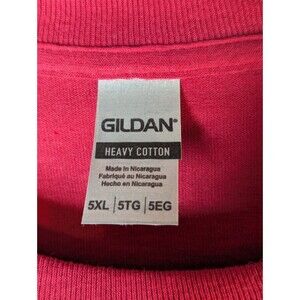 GILDAN®
HEAVY COTTON
Made in Nicaragua
Fabriqué au Nicaragua
Hecho en Nicaragua
5XL | 5TG | 5EG